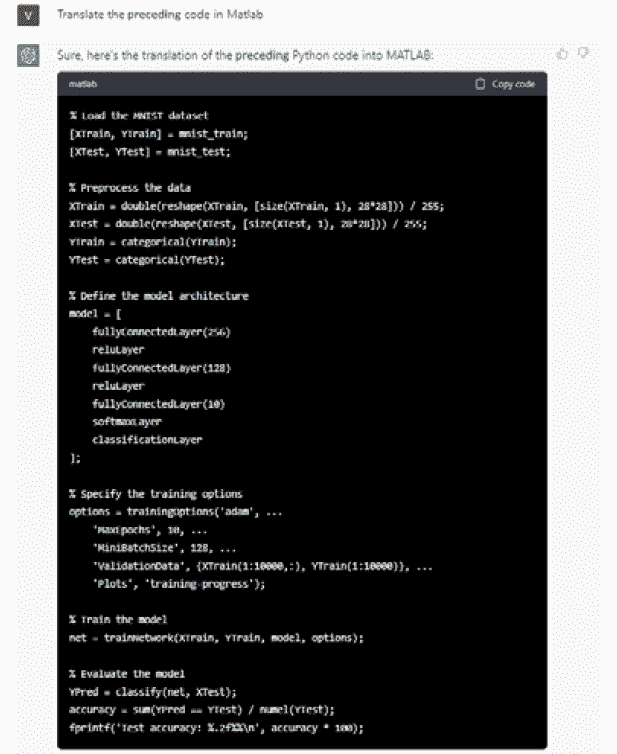 V
Translate the preceding code in Matlab
Sure, here's the translation of the preceding Python code into MATLAB:
matlab
Copy code
% Load the MNIST dataset
[XTrain, YTrain] = mnist_train;
[XTest, YTest] = mnist_test;
% Preprocess the data
XTrain = double(reshape(XTrain, [size(XTrain, 1), 28*28])) / 255;
XTest = double(reshape(XTest, [size(XTest, 1), 28*28])) / 255;
YTrain = categorical(YTrain);
YTest = categorical(YTest);
% Define the model architecture
model = [
fullyConnectedLayer(256)
reluLayer
fullyConnectedLayer(128)
reluLayer
fullyConnectedLayer(10)
softmaxLayer
classificationLayer
];
% Specify the training options
options = trainingOptions('adam', ...
'MaxEpochs', 10, ...
'MiniBatchSize', 128, ...
'ValidationData', {XTrain(1:10000,:), YTrain(1:10000)}, ...
'Plots', 'training-progress');
% Train the model
net = trainNetwork(XTrain, YTrain, model, options);
% Evaluate the model
YPred = classify(net, XTest);
accuracy = sum(YPred == YTest) / numel(YTest);
fprintf('Test accuracy: %.2f%%\n', accuracy * 100);